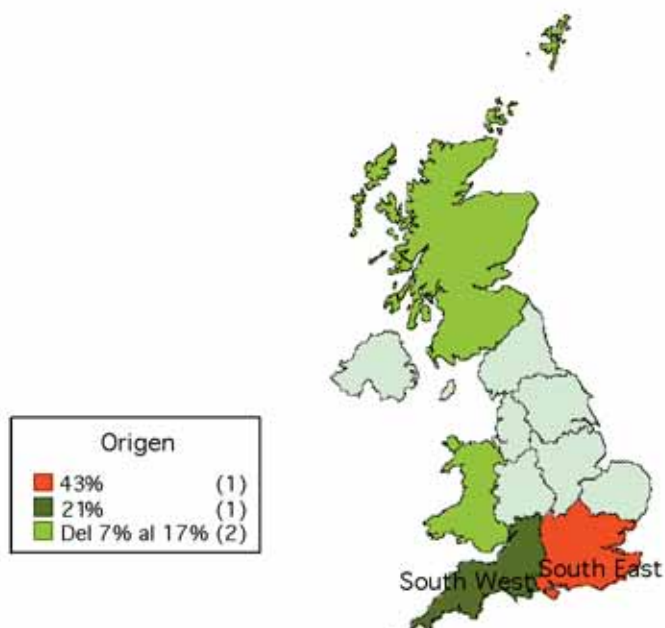 Origen
43% (1)
21% (1)
Del 7% al 17% (2)
South West
South East